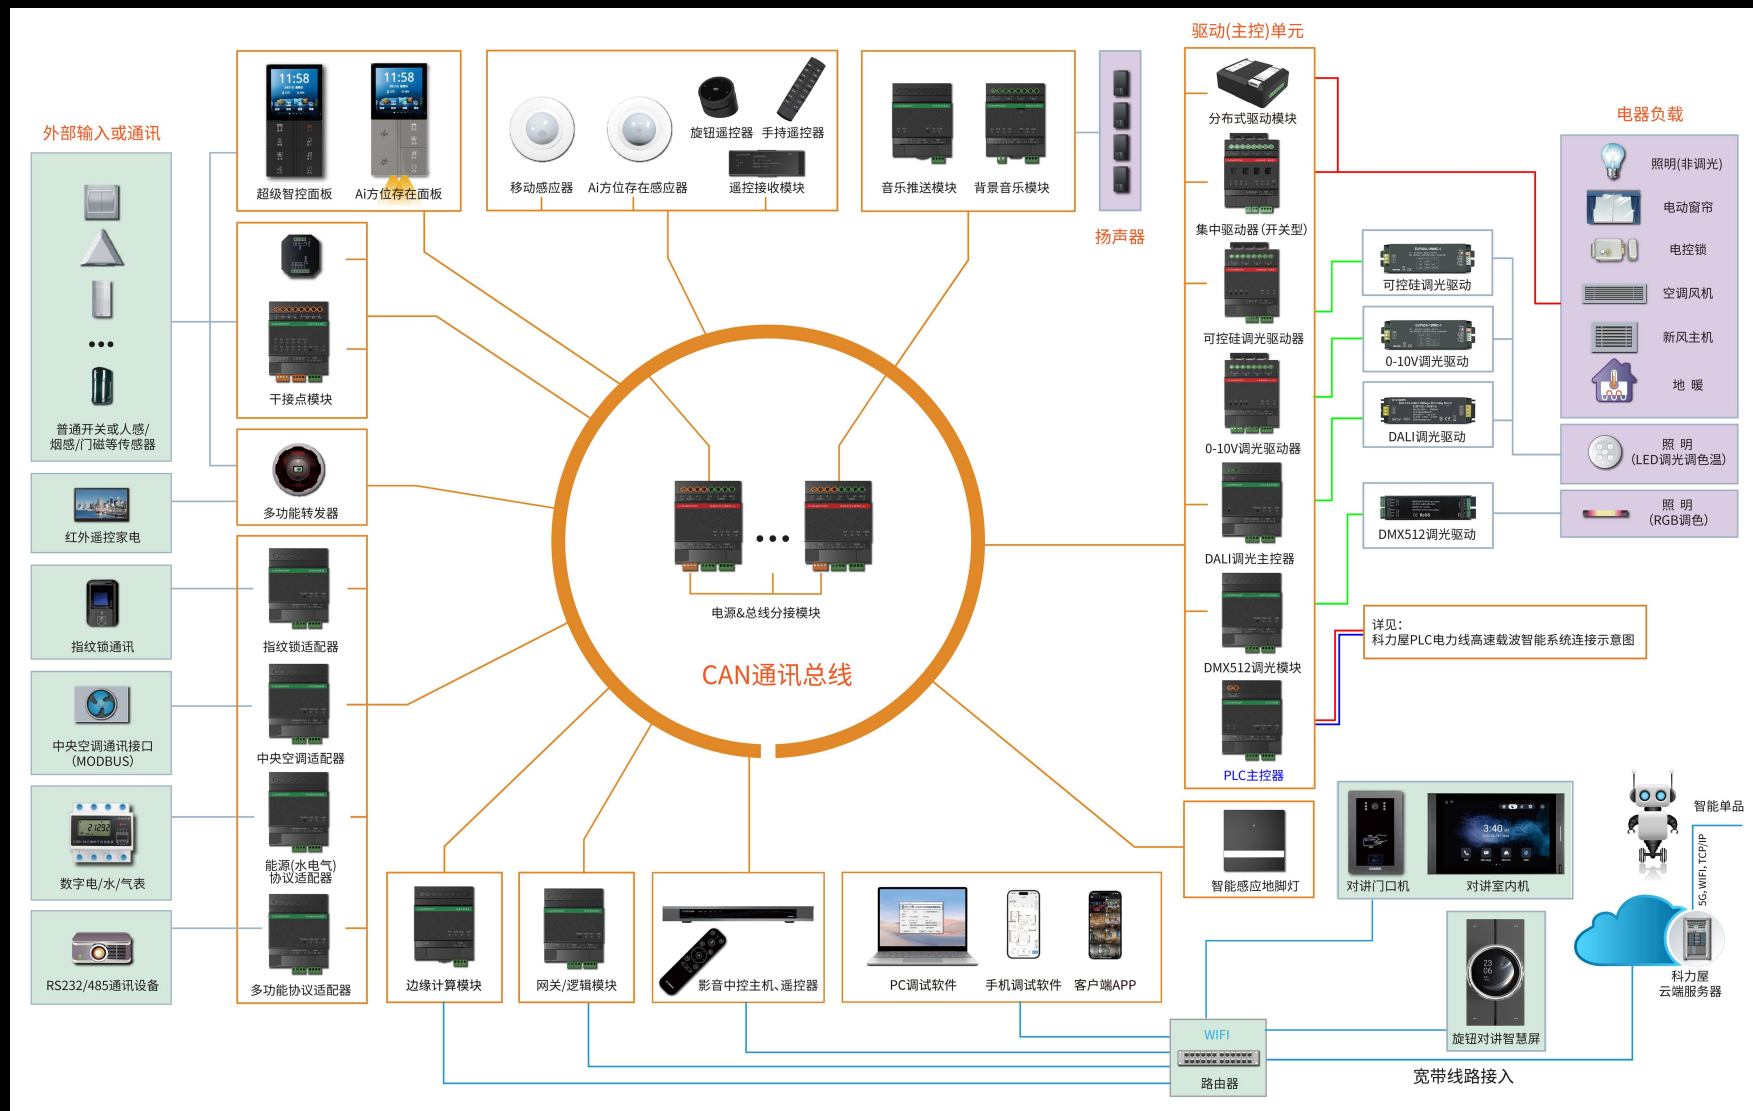 驱动(主控)单元
外部输入或通讯
电器负载
11:58
11:58
超级智控面板
Ai方位存在面板
移动感应器
Ai方位存在感应器
旋钮遥控器
手持遥控器
遥控接收模块
音乐推送模块
背景音乐模块
扬声器
分布式驱动模块
集中驱动器(开关型)
可控硅调光驱动器
0-10V调光驱动器
DALI调光主控器
DMX512调光模块
PLC主控器
可控硅调光驱动
0-10V调光驱动
DALI调光驱动
DMX512调光驱动
照明(非调光)
电动窗帘
电控锁
空调风机
新风主机
地 暖
照 明
(LED调光调色温)
照 明
(RGB调色)
普通开关或人感/
烟感/门磁等传感器
红外遥控家电
指纹锁通讯
中央空调通讯接口
(MODBUS)
数字电/水/气表
RS232/485通讯设备
干接点模块
多功能转发器
指纹锁适配器
中央空调适配器
能源(水电气)
协议适配器
多功能协议适配器
电源&总线分接模块
CAN通讯总线
详见：
科力屋PLC电力线高速载波智能系统连接示意图
智能感应地脚灯
边缘计算模块
网关/逻辑模块
影音中控主机、遥控器
PC调试软件
手机调试软件
客户端APP
3:40
对讲门口机
对讲室内机
智能单品
5G, WIFI, TCP/IP
科力屋
云端服务器
23
06
旋钮对讲智慧屏
WIFI
路由器
宽带线路接入